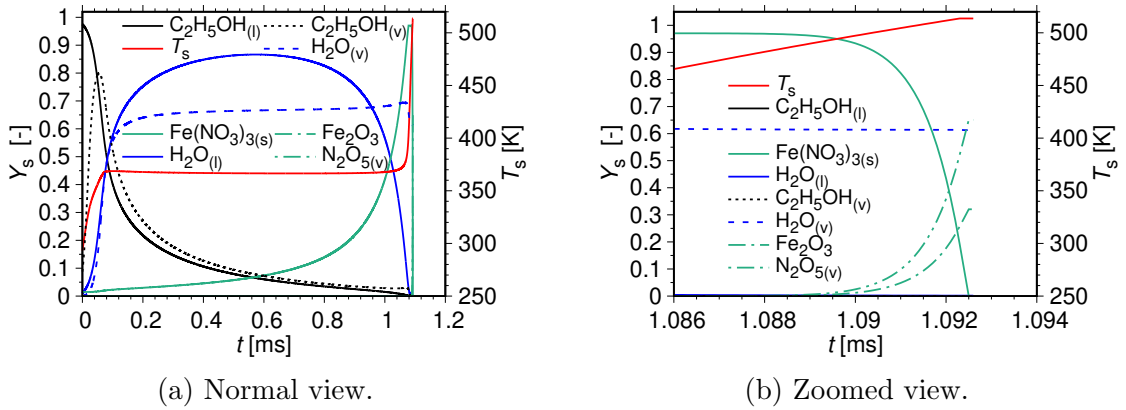 1
0.9
0.8
0.7
0.6
0.5
0.4
0.3
0.2
0.1
0
Y_s [-]
C2H5OH(l)
C2H5OH(v)
T_s
H2O(v)
Fe(NO3)3(s)
Fe2O3
H2O(l)
N2O5(v)
500
450
400
350
300
250
T_s [K]
0 0.2 0.4 0.6 0.8 1 1.2
t [ms]
(a) Normal view.
1
0.9
0.8
0.7
0.6
0.5
0.4
0.3
0.2
0.1
0
Y_s [-]
T_s
C2H5OH(l)
Fe(NO3)3(s)
H2O(l)
C2H5OH(v)
H2O(v)
Fe2O3
N2O5(v)
500
450
400
350
300
250
T_s [K]
1.086 1.088 1.09 1.092 1.094
t [ms]
(b) Zoomed view.